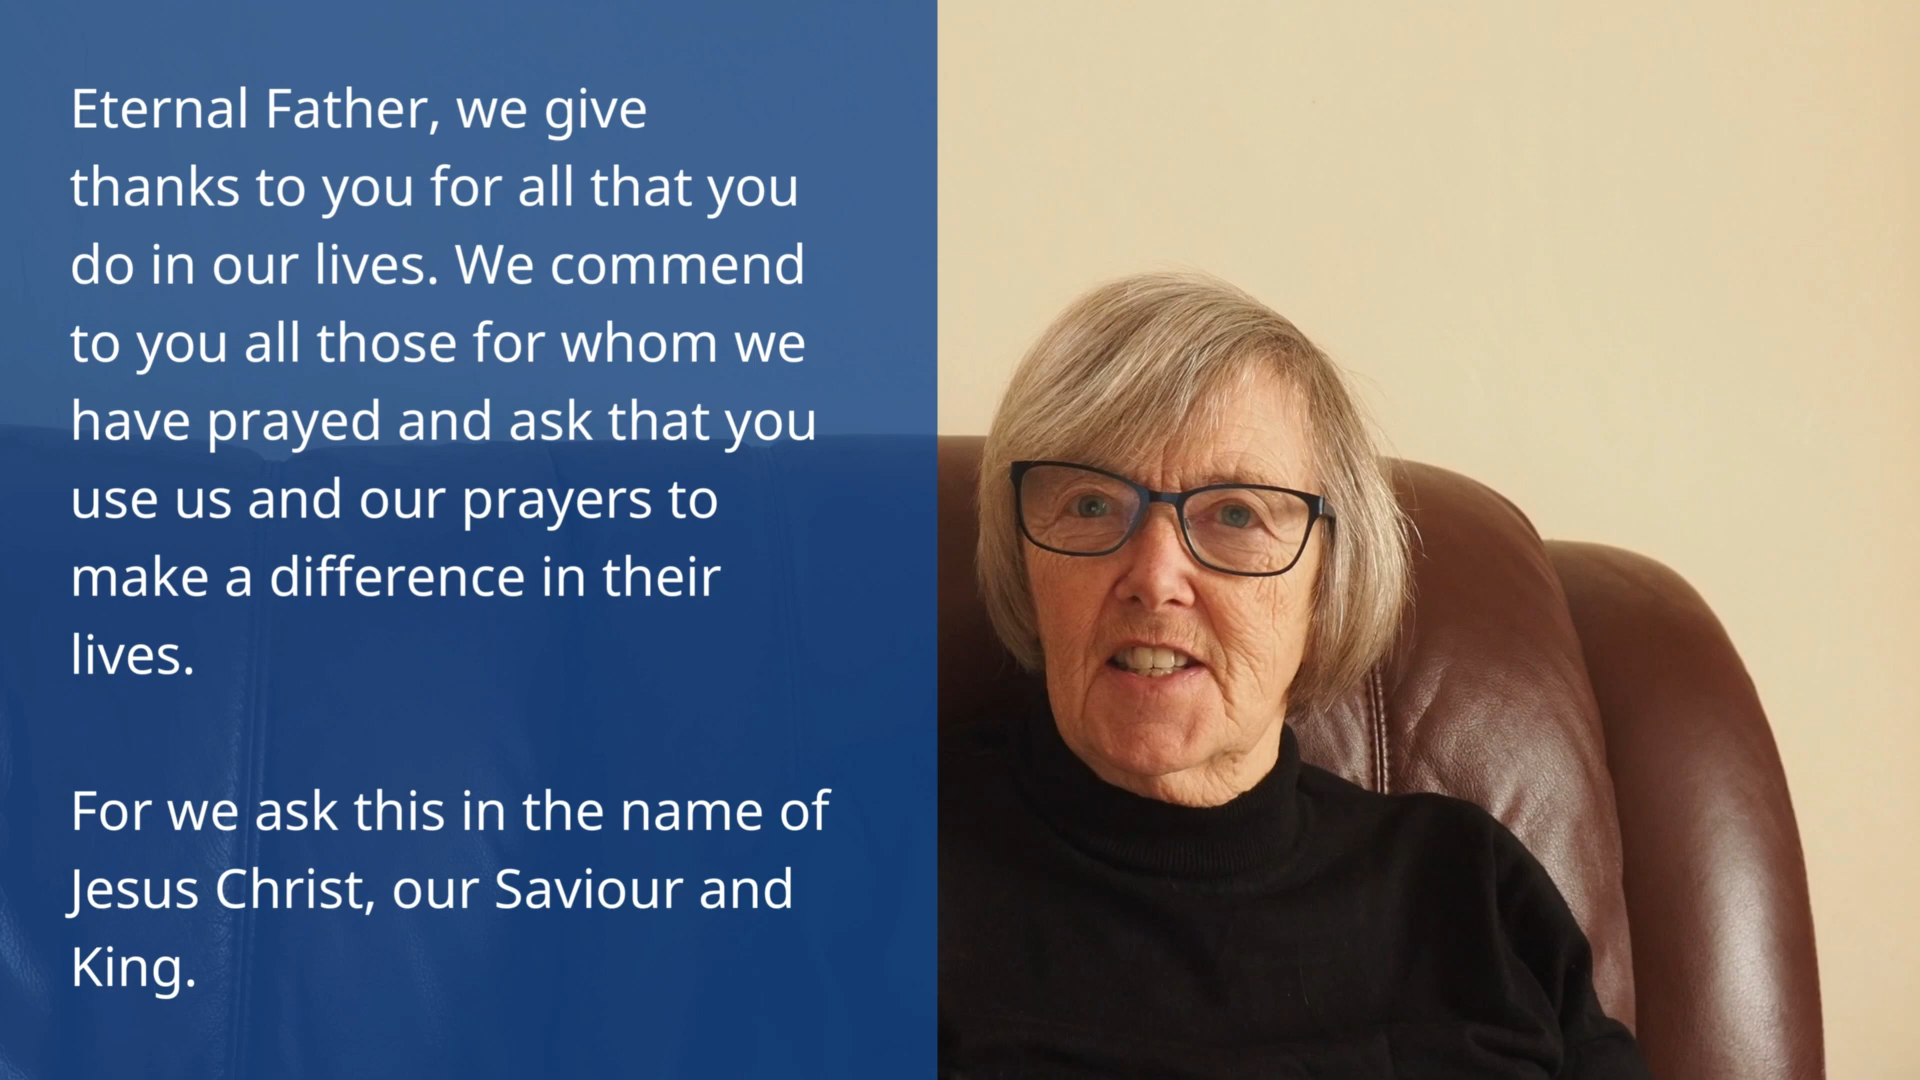 Eternal Father, we give
thanks to you for all that you
do in our lives. We commend
to you all those for whom we
have prayed and ask that you
use us and our prayers to
make a difference in their
lives.
For we ask this in the name of
Jesus Christ, our Saviour and
King.